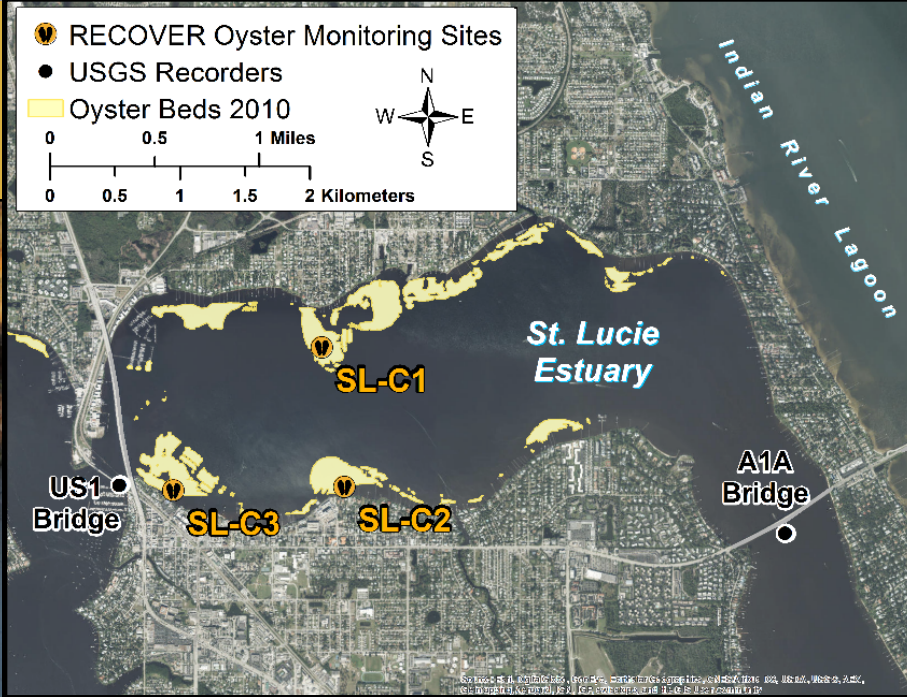 RECOVER Oyster Monitoring Sites
USGS Recorders
Oyster Beds 2010
0 0.5 1 Miles
0 0.5 1 1.5 2 Kilometers
N
W E
S
Indian River Lagoon
St. Lucie
Estuary
SL-C1
A1A
Bridge
US1
Bridge
SL-C3
SL-C2